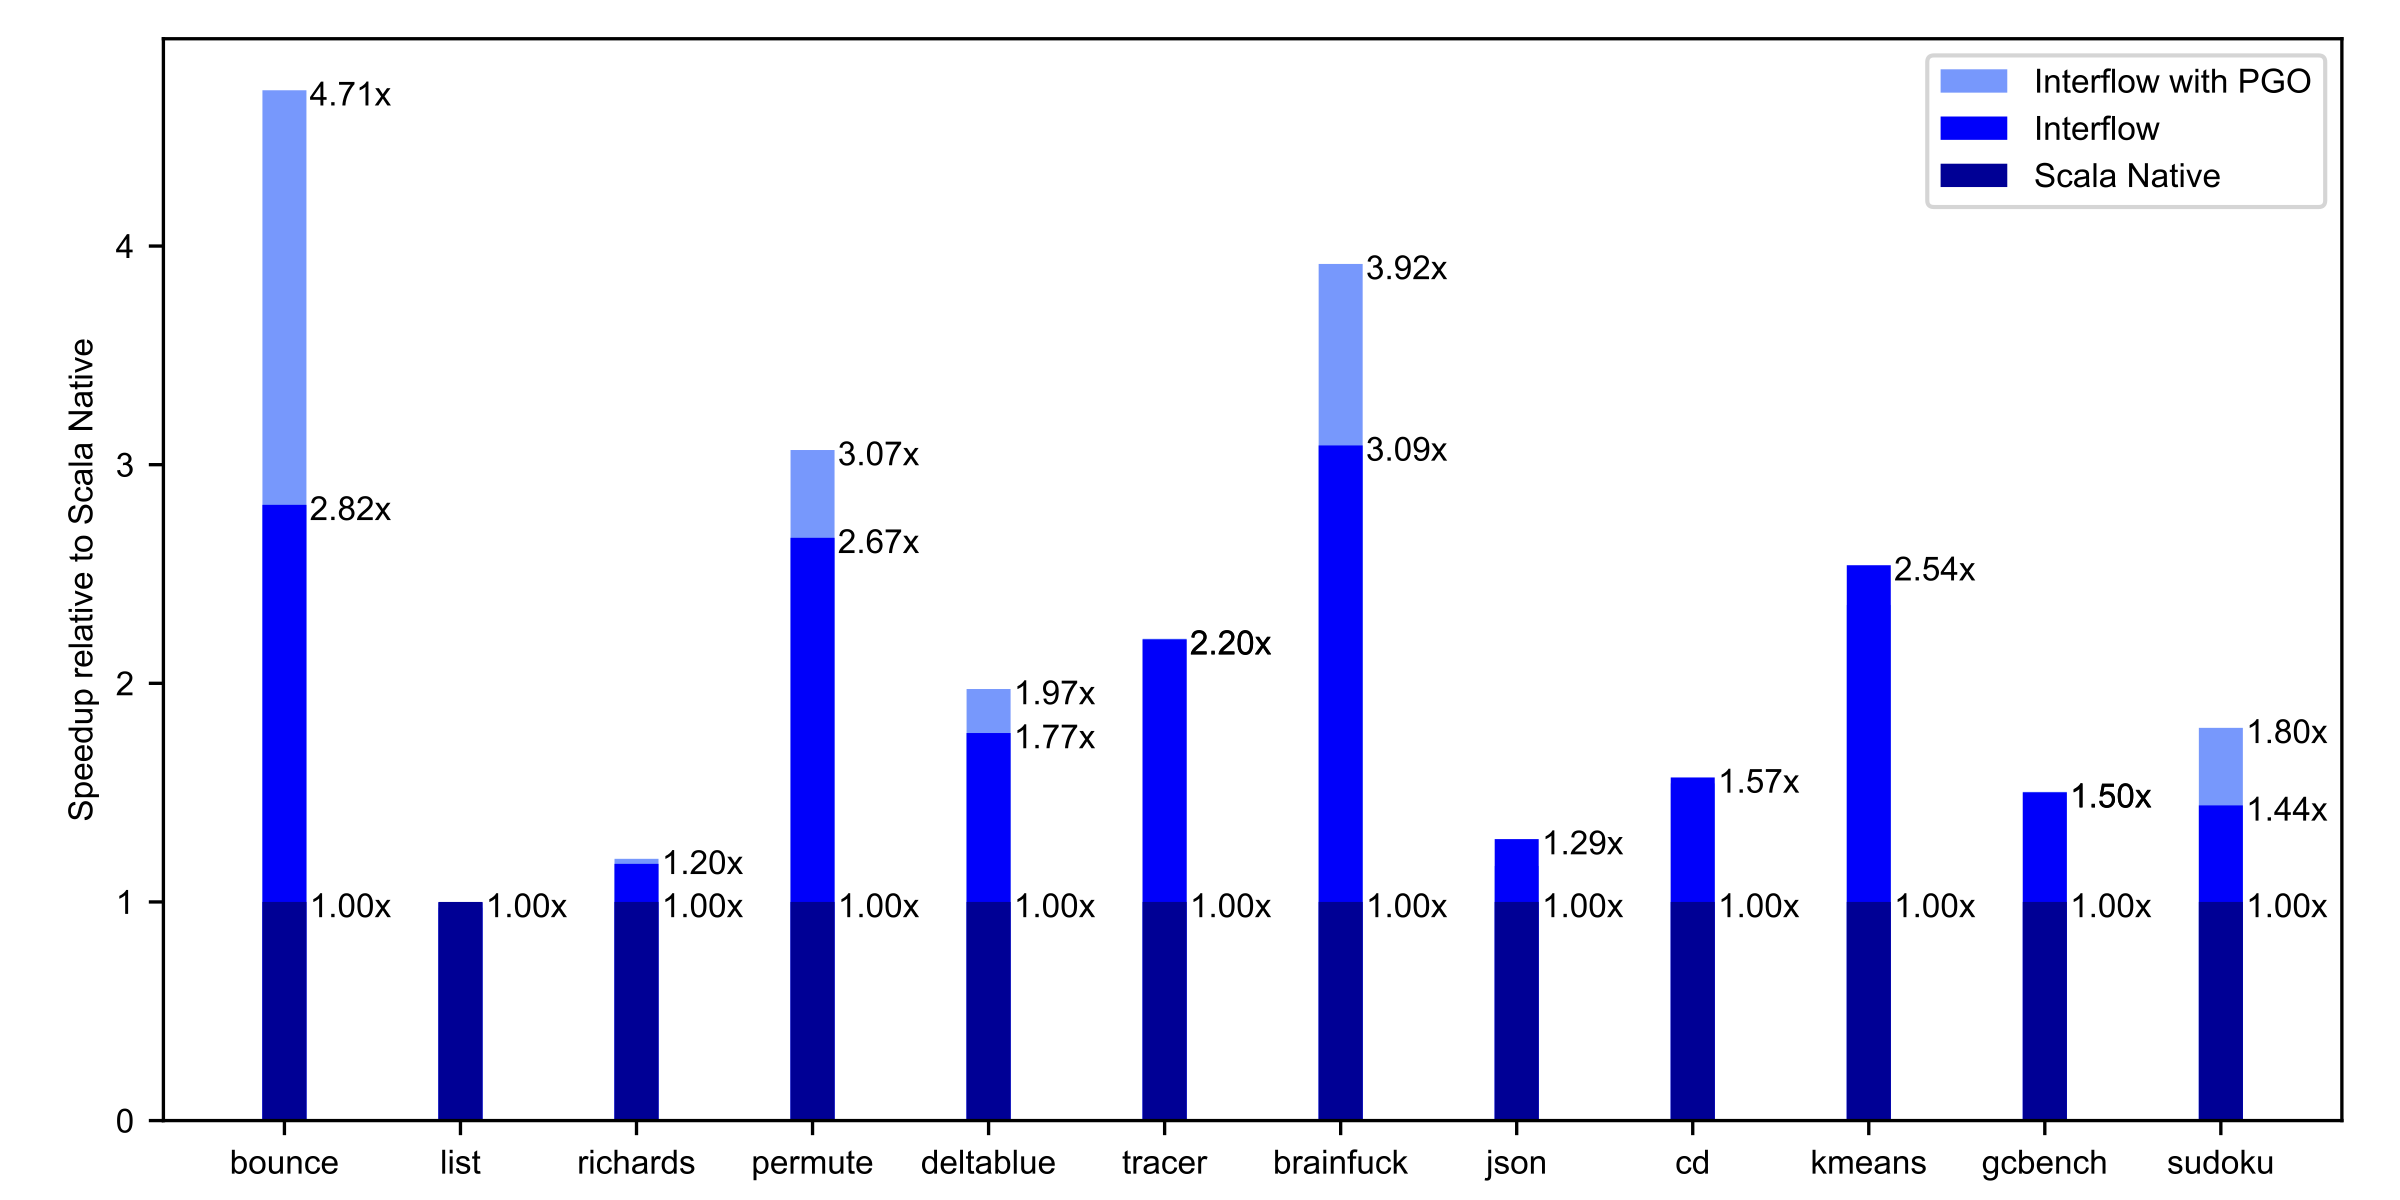 Interflow with PGO
Interflow
Scala Native
Speedup relative to Scala Native
4
3
2
1
0
4.71x
2.82x
1.00x
1.00x
1.20x
1.00x
3.07x
2.67x
1.00x
1.97x
1.77x
1.00x
2.20x
1.00x
3.92x
3.09x
1.00x
1.29x
1.00x
1.57x
1.00x
2.54x
1.00x
1.50x
1.00x
1.80x
1.44x
1.00x
bounce list richards permute deltablue tracer brainfuck json cd kmeans gcbench sudoku